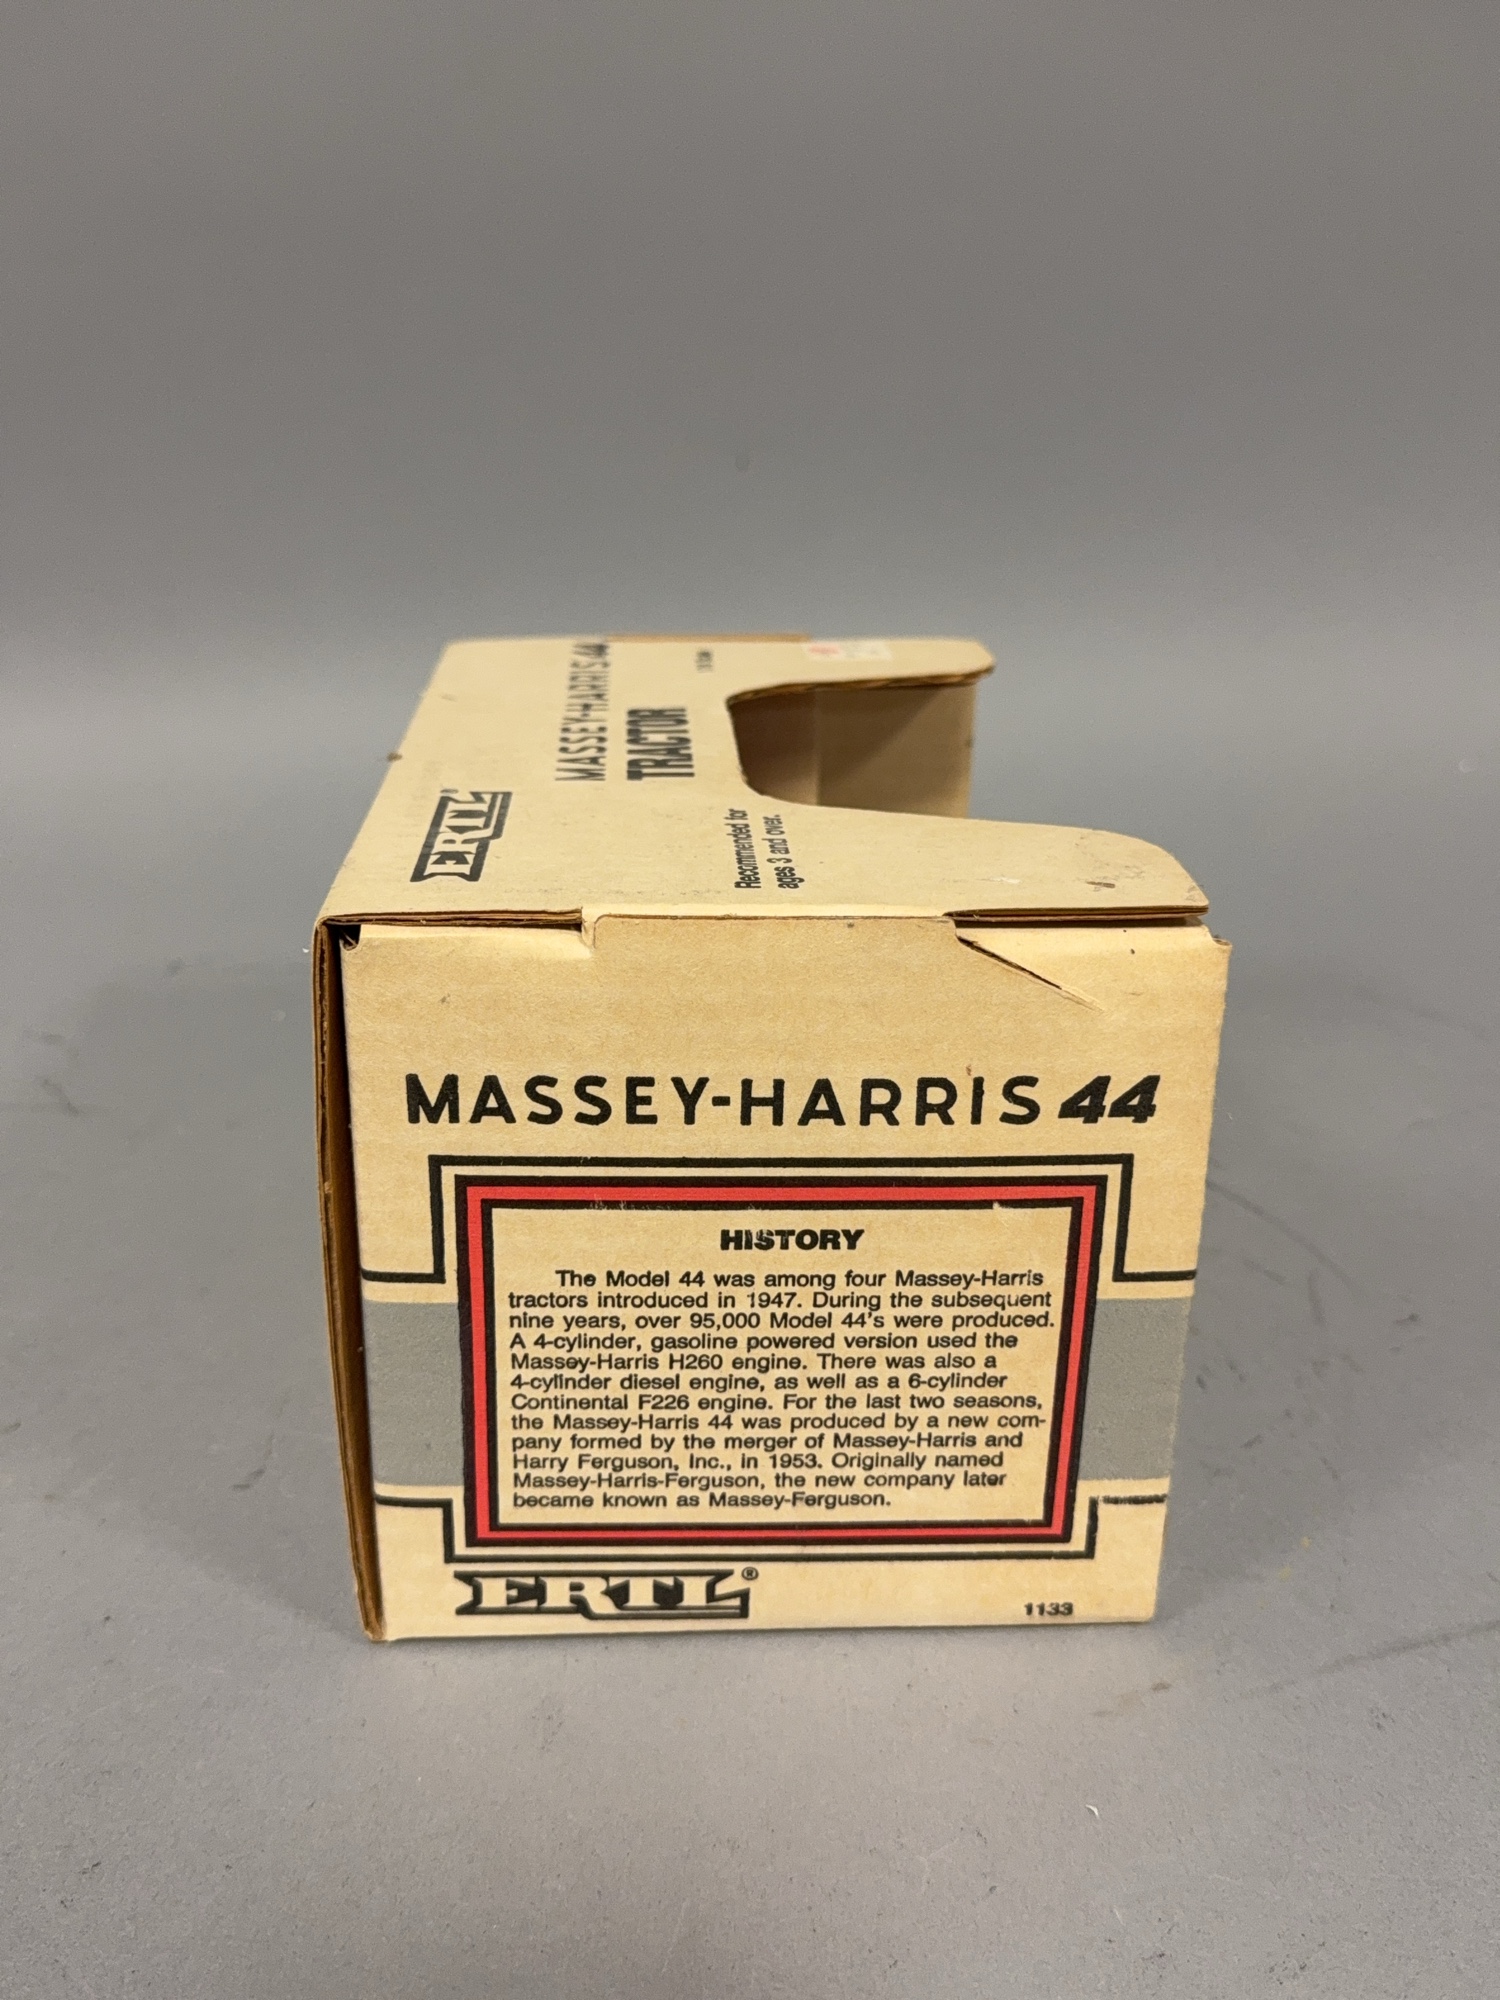 MASSEY-HARRIS 44
TRACTOR
ERTL®
Recommended for
ages 3 and over.
MASSEY-HARRIS 44
HISTORY
The Model 44 was among four Massey-Harris
tractors introduced in 1947. During the subsequent
nine years, over 95,000 Model 44's were produced.
A 4-cylinder, gasoline powered version used the
Massey-Harris H260 engine. There was also a
4-cylinder diesel engine, as well as a 6-cylinder
Continental F226 engine. For the last two seasons,
the Massey-Harris 44 was produced by a new com-
pany formed by the merger of Massey-Harris and
Harry Ferguson, Inc., in 1953. Originally named
Massey-Harris-Ferguson, the new company later
became known as Massey-Ferguson.
ERTL®
1133